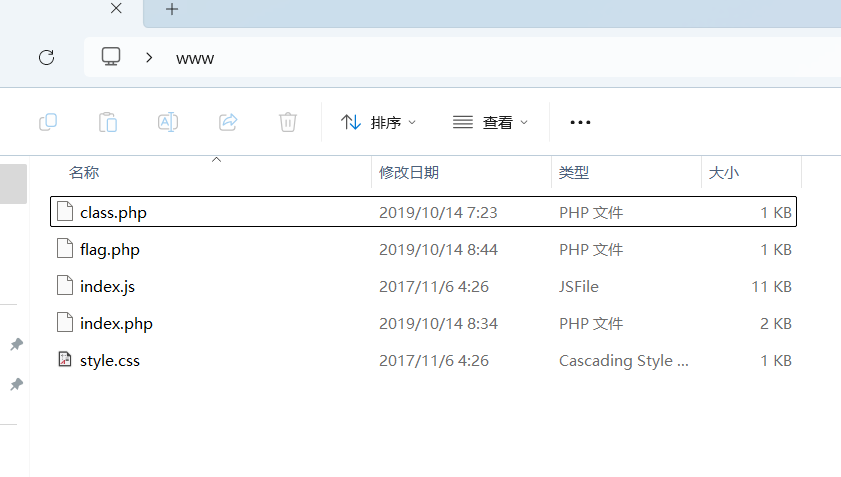 www
排序
查看
名称 修改日期 类型 大小
class.php 2019/10/14 7:23 PHP 文件 1 KB
flag.php 2019/10/14 8:44 PHP 文件 1 KB
index.js 2017/11/6 4:26 JSFile 11 KB
index.php 2019/10/14 8:34 PHP 文件 2 KB
style.css 2017/11/6 4:26 Cascading Style ... 1 KB